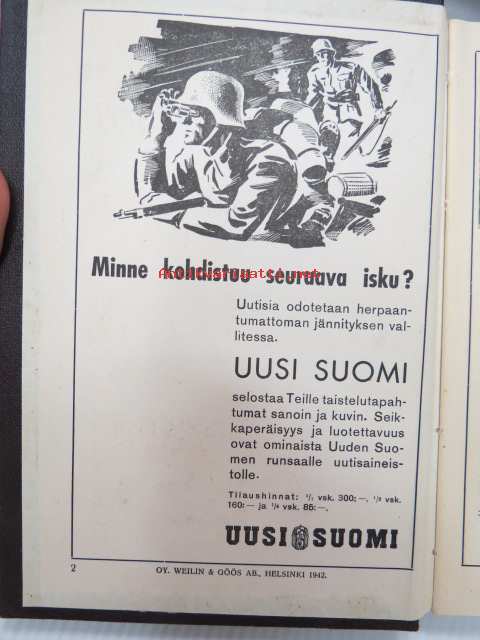 Minne kohdistuu seuraava isku?
Uutisia odotetaan herpaan-
tumattoman jännityksen val-
litessa.
UUSI SUOMI
selostaa Teille taistelutapah-
tumat sanoin ja kuvin. Seik-
kaperäisyys ja luotettavuus
ovat ominaista Uuden Suo-
men runsaalle uutisaineis-
tolle.
Tilaushinnat: ¹/₁ vsk. 300:—, ¹/₂ vsk.
160:— ja ¹/₄ vsk. 85:—.
UUSI SUOMI
2
OY. WEILIN & GÖÖS AB., HELSINKI 1942.